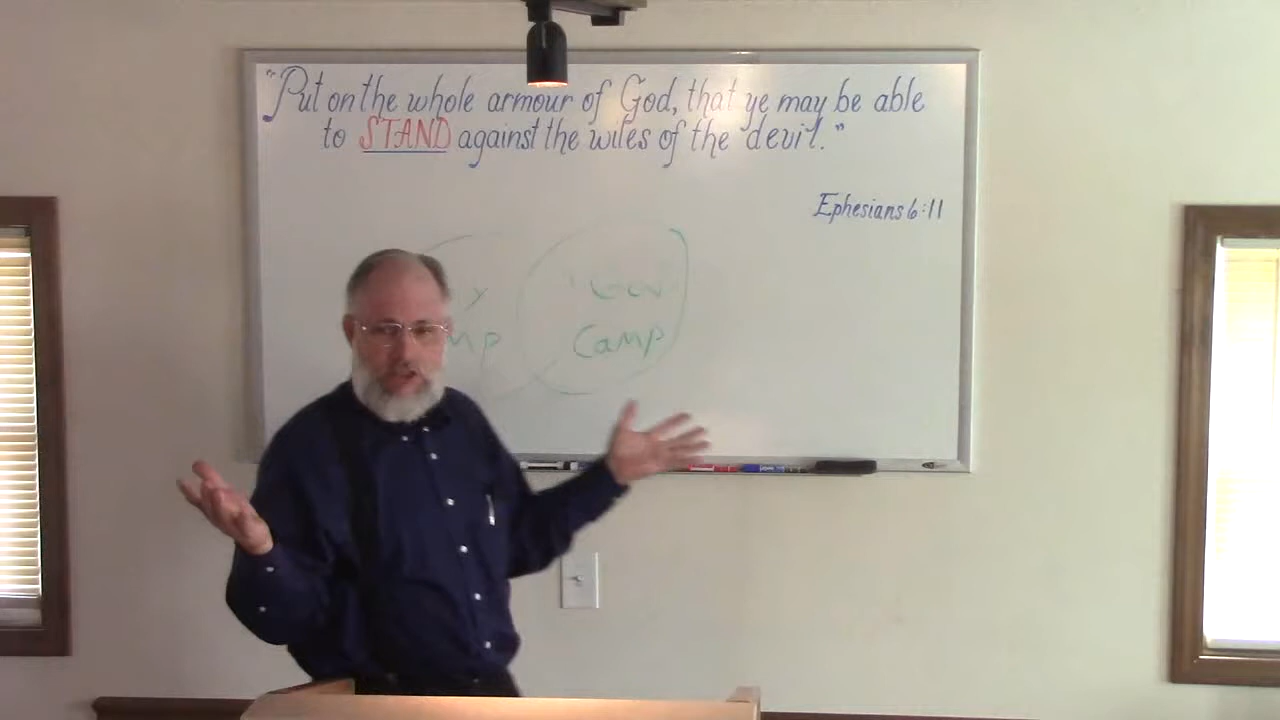 "Put on the whole armour of God, that ye may be able
to STAND against the wiles of the devil."
Ephesians 6:11
Camp